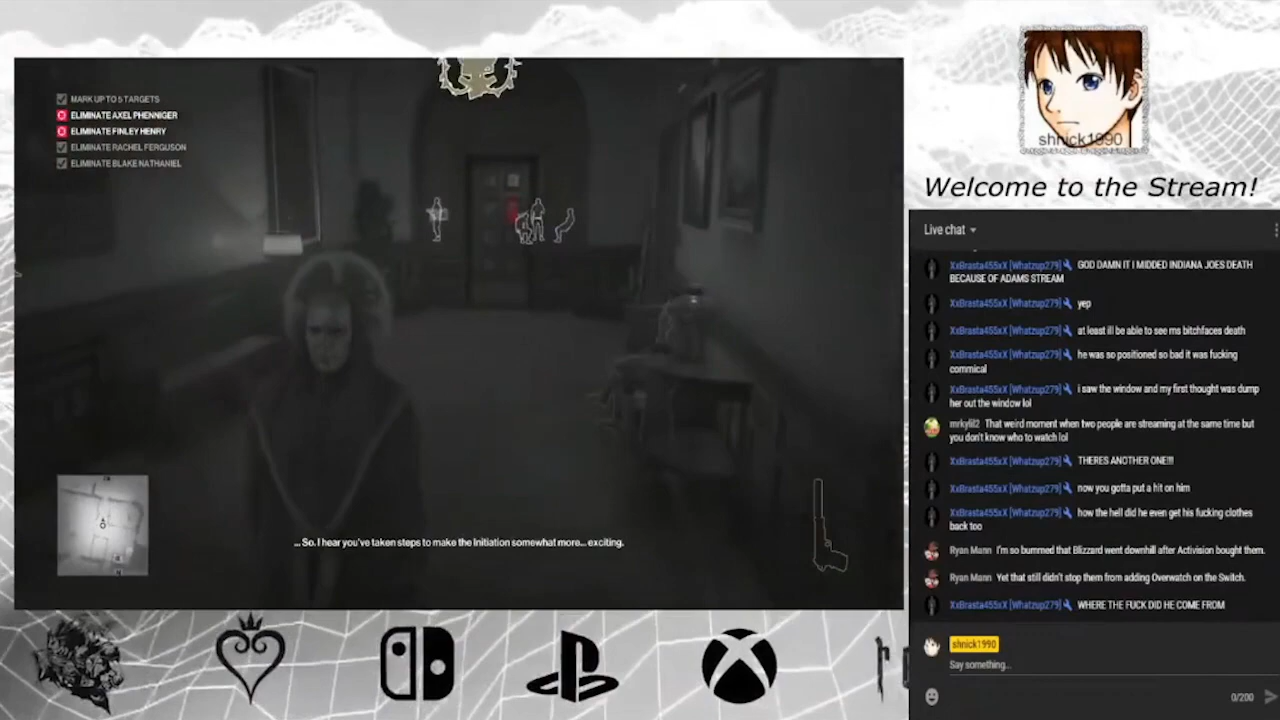 MARK UP TO 5 TARGETS
ELIMINATE AXEL PHENNIGER
ELIMINATE FINLEY HENRY
ELIMINATE RACHEL FERGUSON
ELIMINATE BLAKE NATHANIEL
... So. I hear you've taken steps to make the Initiation somewhat more... exciting.
shnick1990
Welcome to the Stream!
Live chat
XxBrasta455xX [Whatzup279] GOD DAMN IT I MIDDED INDIANA JOES DEATH
BECAUSE OF ADAMS STREAM
XxBrasta455xX [Whatzup279] yep
XxBrasta455xX [Whatzup279] at least ill be able to see ms bitchfaces death
XxBrasta455xX [Whatzup279] he was so positioned so bad it was fucking
commical
XxBrasta455xX [Whatzup279] i saw the window and my first thought was dump
her out the window lol
mrkylil2 That weird moment when two people are streaming at the same time but
you don't know who to watch lol
XxBrasta455xX [Whatzup279] THERES ANOTHER ONE!!!
XxBrasta455xX [Whatzup279] now you gotta put a hit on him
XxBrasta455xX [Whatzup279] how the hell did he even get his fucking clothes
back too
Ryan Mann I'm so bummed that Blizzard went downhill after Activision bought them.
Ryan Mann Yet that still didn't stop them from adding Overwatch on the Switch.
XxBrasta455xX [Whatzup279] WHERE THE FUCK DID HE COME FROM
shnick1990
Say something...
0/200